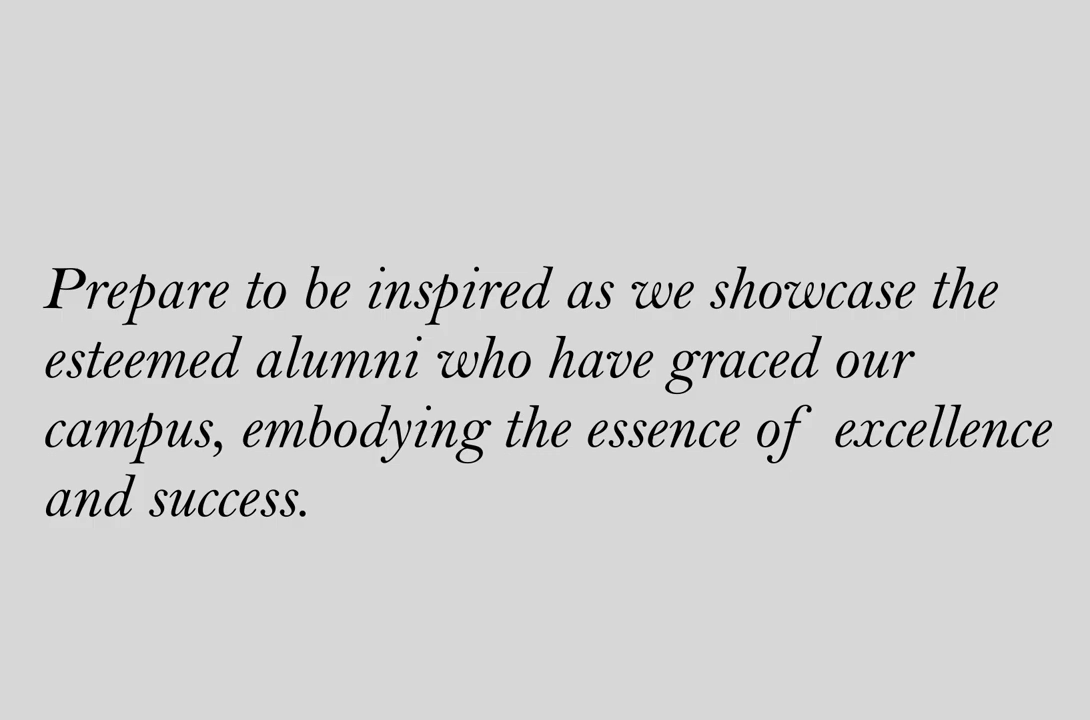 Prepare to be inspired as we showcase the
esteemed alumni who have graced our
campus, embodying the essence of  excellence
and success.